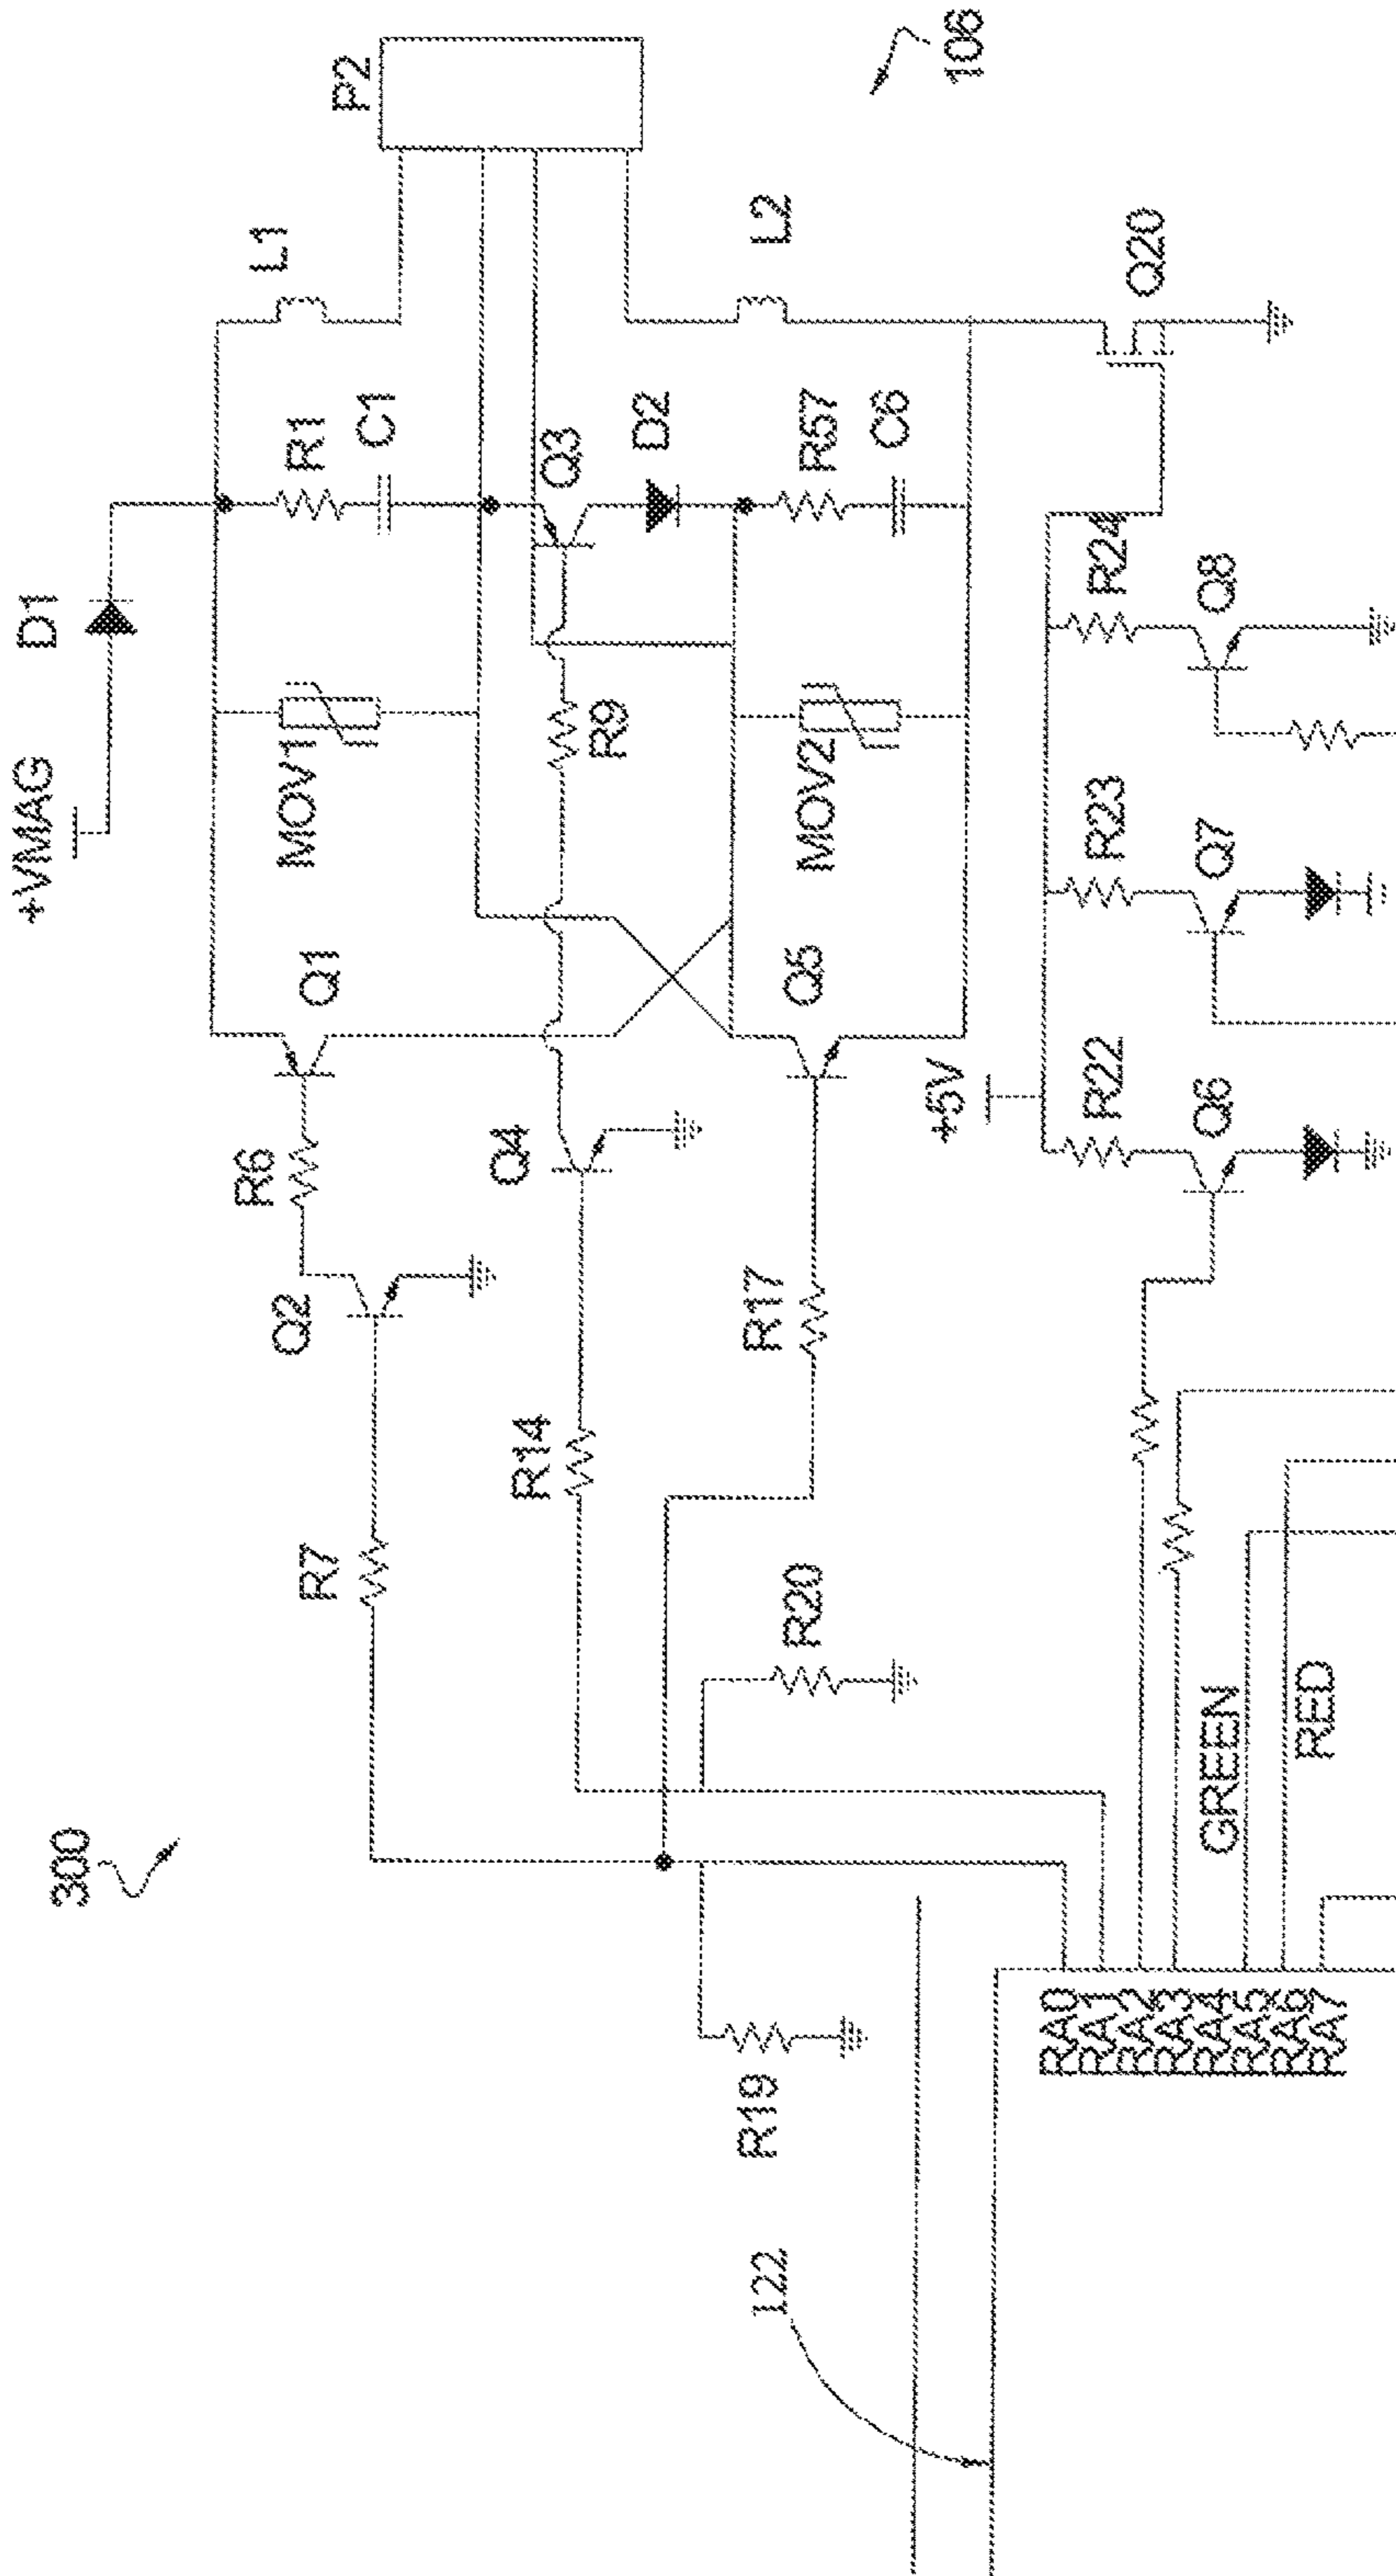 300
106
+VMAG
D1
P2
L1
R1
C1
MOV1
Q1
R6
Q2
R7
Q3
D2
R9
Q4
R14
R57
C6
L2
MOV2
Q5
R17
R20
R19
122
+5V
Q20
R24
R23
R22
Q8
Q7
Q6
RA0
RA1
RA2
RA3
RA4
RA5
RA6
RA7
GREEN
RED